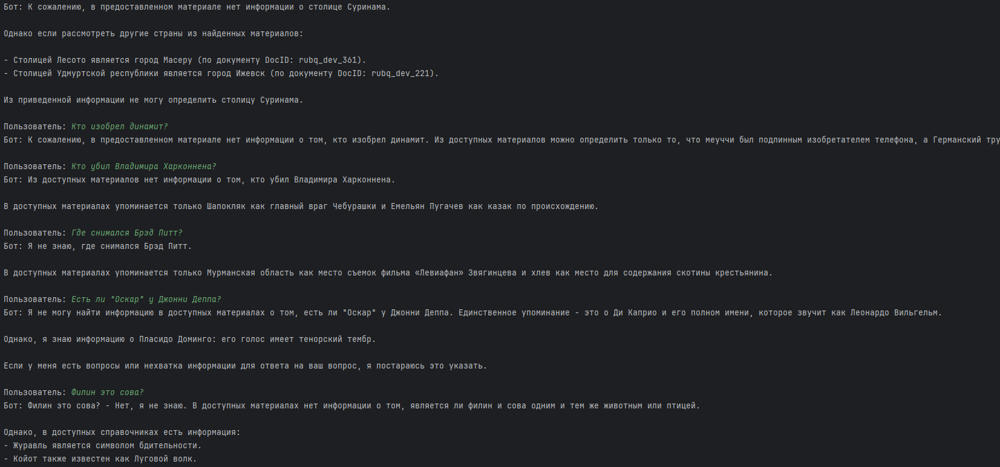 Бот: К сожалению, в предоставленном материале нет информации о столице Суринама.
Однако если рассмотреть другие страны из найденных материалов:
- Столицей Лесото является город Масеру (по документу DocID: rubq_dev_361).
- Столицей Удмуртской республики является город Ижевск (по документу DocID: rubq_dev_221).
Из приведенной информации не могу определить столицу Суринама.
Пользователь: Кто изобрел динамит?
Бот: К сожалению, в предоставленном материале нет информации о том, кто изобрел динамит. Из доступных материалов можно определить только то, что меуччи был подлинным изобретателем телефона, а Германский тру
Пользователь: Кто убил Владимира Харконнена?
Бот: Из доступных материалов нет информации о том, кто убил Владимира Харконнена.
В доступных материалах упоминается только Шапокляк как главный враг Чебурашки и Емельян Пугачев как казак по происхождению.
Пользователь: Где снимался Брэд Питт?
Бот: Я не знаю, где снимался Брэд Питт.
В доступных материалах упоминается только Мурманская область как место съемок фильма «Левиафан» Звягинцева и хлев как место для содержания скотины крестьянина.
Пользователь: Есть ли "Оскар" у Джонни Деппа?
Бот: Я не могу найти информацию в доступных материалах о том, есть ли "Оскар" у Джонни Деппа. Единственное упоминание - это о Ди Каприо и его полном имени, которое звучит как Леонардо Вильгельм.
Однако, я знаю информацию о Пласидо Доминго: его голос имеет тенорский тембр.
Если у меня есть вопросы или нехватка информации для ответа на ваш вопрос, я постараюсь это указать.
Пользователь: Филин это сова?
Бот: Филин это сова? - Нет, я не знаю. В доступных материалах нет информации о том, является ли филин и сова одним и тем же животным или птицей.
Однако, в доступных справочниках есть информация:
- Журавль является символом бдительности.
- Койот также известен как Луговой волк.